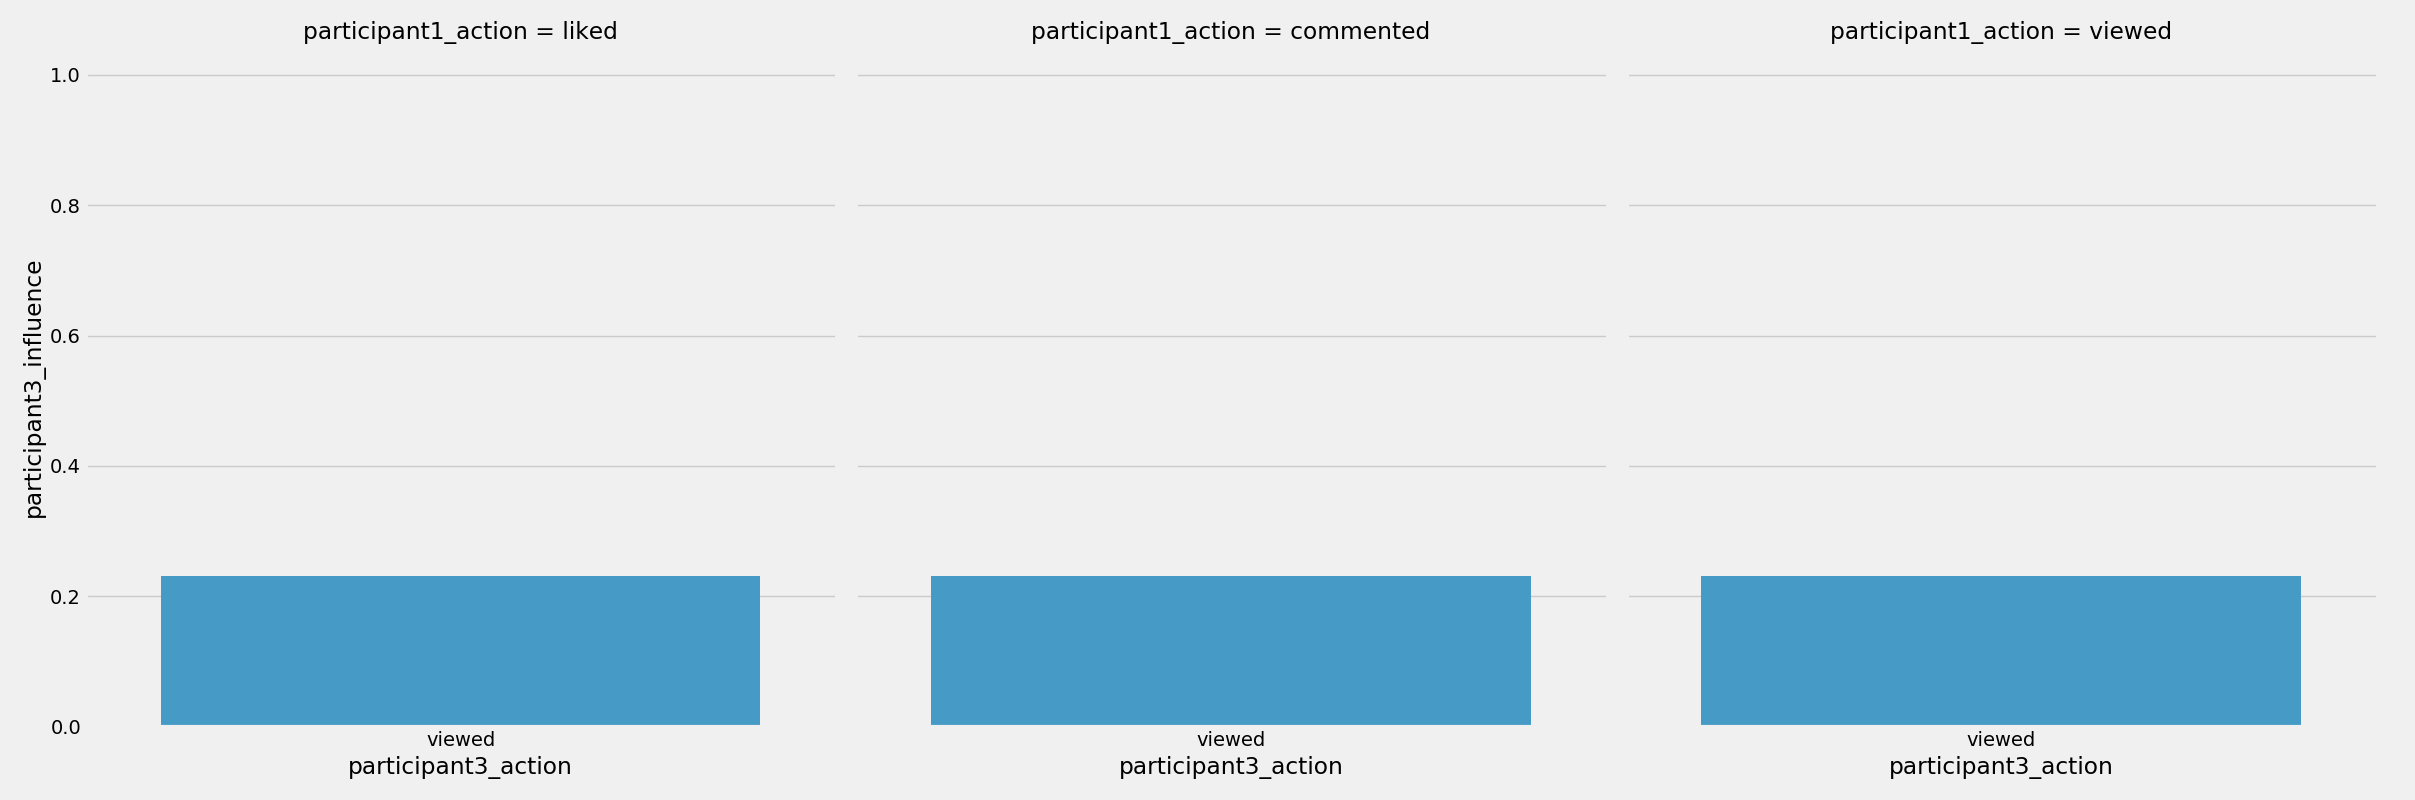 participant1_action = liked
participant1_action = commented
participant1_action = viewed
participant3_influence
1.0
0.8
0.6
0.4
0.2
0.0
viewed
viewed
viewed
participant3_action
participant3_action
participant3_action